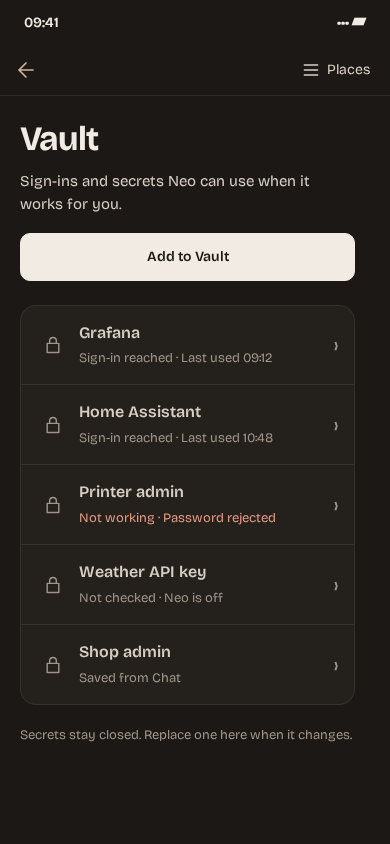 09:41
Places
Vault
Sign-ins and secrets Neo can use when it
works for you.
Add to Vault
Grafana
Sign-in reached · Last used 09:12
Home Assistant
Sign-in reached · Last used 10:48
Printer admin
Not working · Password rejected
Weather API key
Not checked · Neo is off
Shop admin
Saved from Chat
Secrets stay closed. Replace one here when it changes.